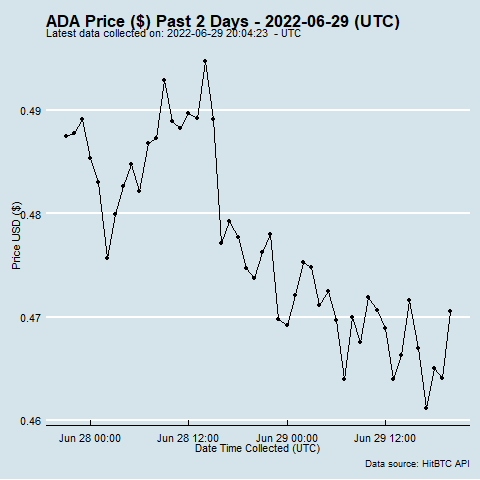 ADA Price ($) Past 2 Days - 2022-06-29 (UTC)
Latest data collected on: 2022-06-29 20:04:23 - UTC
0.49
0.48
Price USD ($)
0.47
0.46
Jun 28 00:00 Jun 28 12:00 Jun 29 00:00 Jun 29 12:00
Date Time Collected (UTC)
Data source: HitBTC API